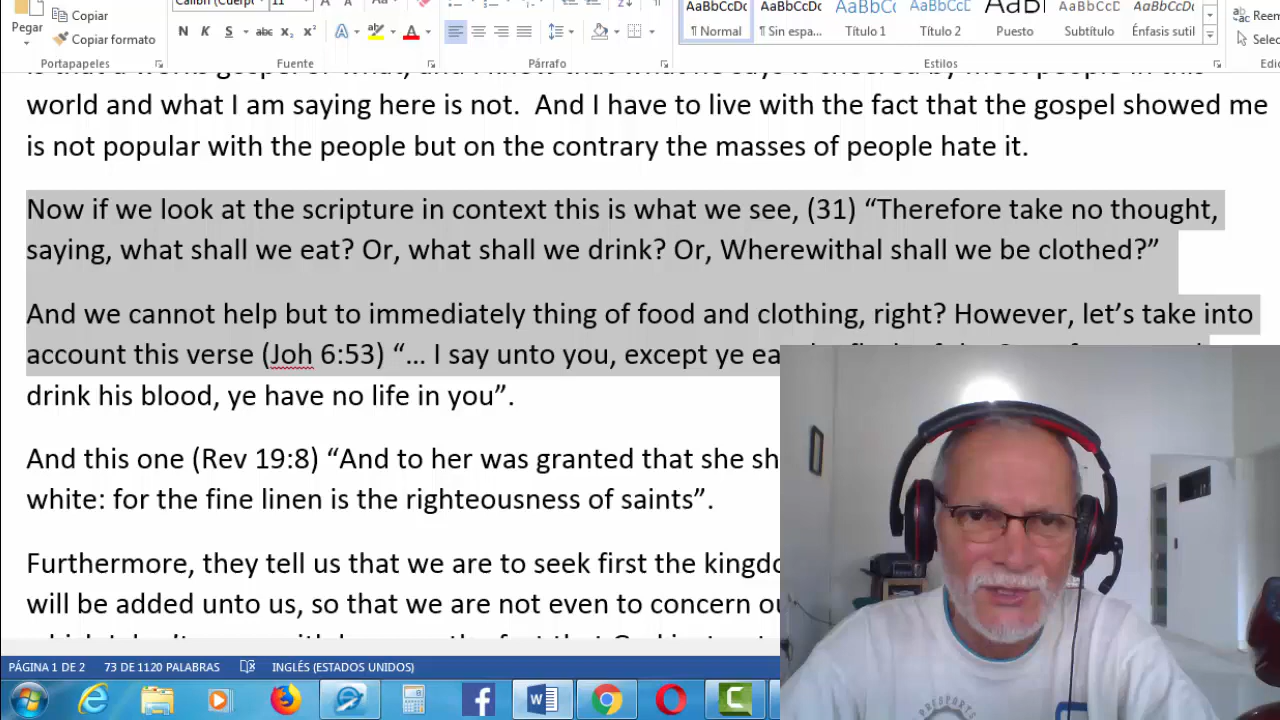 Calibri (Cuerpo 11
Copiar
AaBbCcDc AaBbCcDc AaBbC AaBbCcD AaB AaBbCcD AaBbCcDc
Pegar
Copiar formato
N K S abc x₂ x²
¶ Normal ¶ Sin espa... Título 1 Título 2 Puesto Subtítulo Énfasis sutil
Portapapeles Fuente Párrafo Estilos
world and what I am saying here is not. And I have to live with the fact that the gospel showed me
is not popular with the people but on the contrary the masses of people hate it.
Now if we look at the scripture in context this is what we see, (31) “Therefore take no thought,
saying, what shall we eat? Or, what shall we drink? Or, Wherewithal shall we be clothed?”
And we cannot help but to immediately thing of food and clothing, right? However, let’s take into
account this verse (Joh 6:53) “… I say unto you, except ye
drink his blood, ye have no life in you”.
And this one (Rev 19:8) “And to her was granted that she
white: for the fine linen is the righteousness of saints”.
Furthermore, they tell us that we are to seek first the
will be added unto us, so that we are not even to concern
PÁGINA 1 DE 2 73 DE 1120 PALABRAS INGLÉS (ESTADOS UNIDOS)